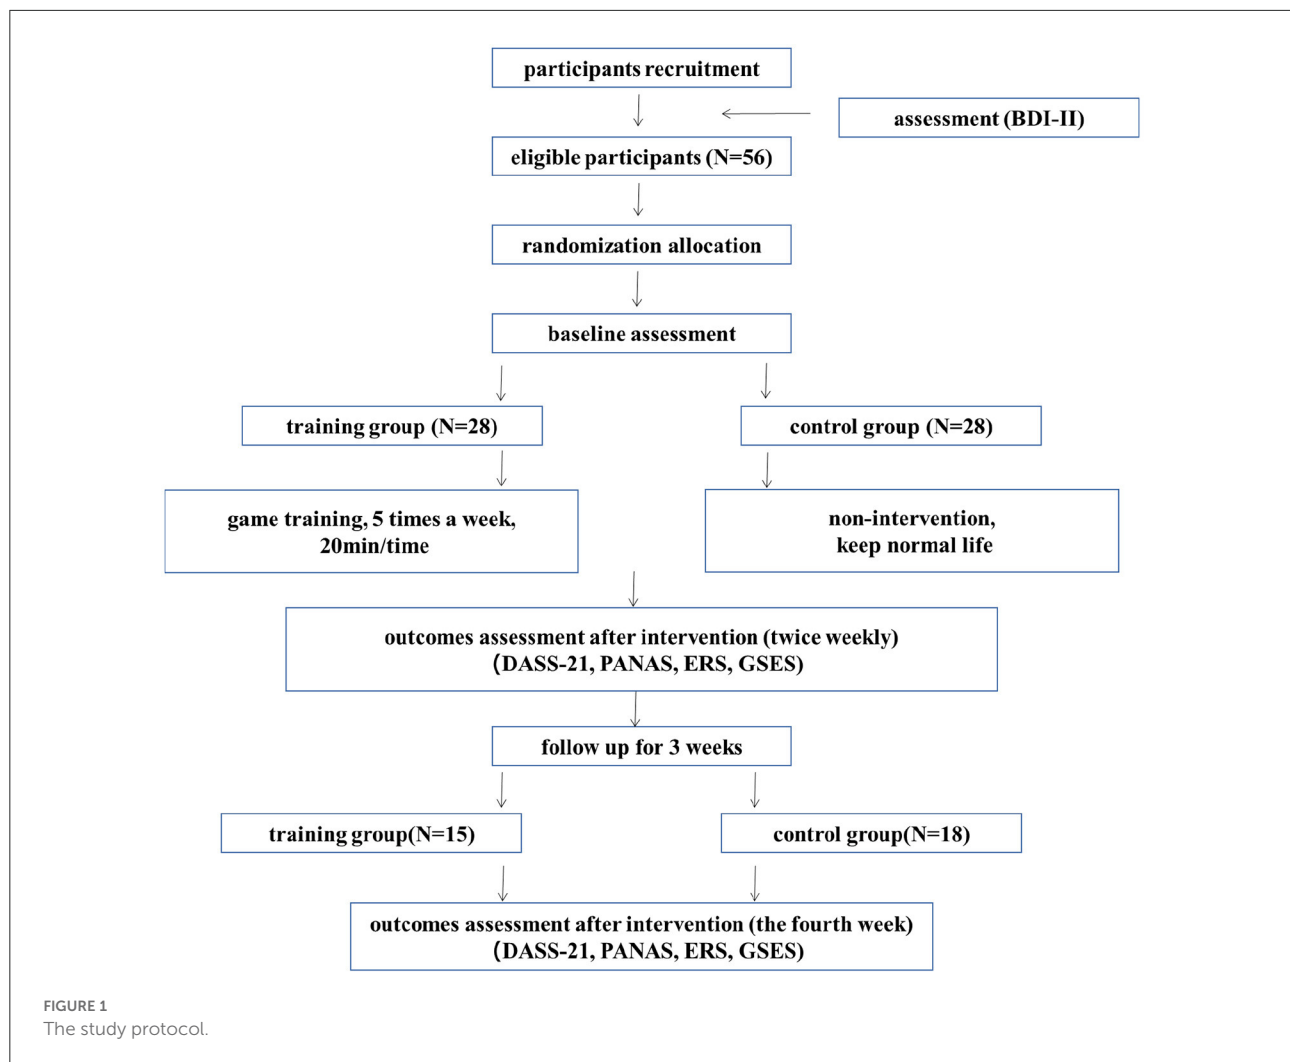 participants recruitment
assessment (BDI-II)
eligible participants (N=56)
randomization allocation
baseline assessment
training group (N=28)
control group (N=28)
game training, 5 times a week,
20min/time
non-intervention,
keep normal life
outcomes assessment after intervention (twice weekly)
（DASS-21, PANAS, ERS, GSES)
follow up for 3 weeks
training group(N=15)
control group(N=18)
outcomes assessment after intervention (the fourth week)
（DASS-21, PANAS, ERS, GSES)
FIGURE 1
The study protocol.